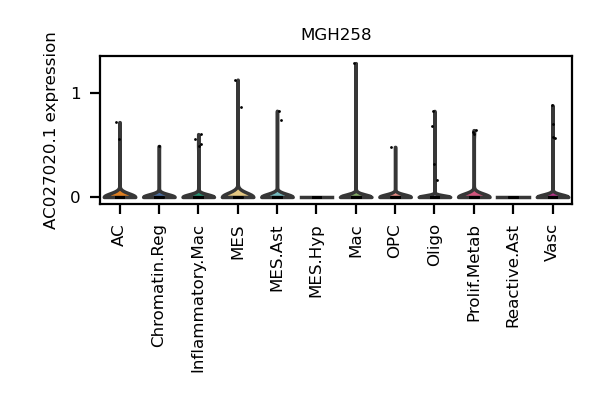 MGH258
AC027020.1 expression
1
0
AC
Chromatin.Reg
Inflammatory.Mac
MES
MES.Ast
MES.Hyp
Mac
OPC
Oligo
Prolif.Metab
Reactive.Ast
Vasc